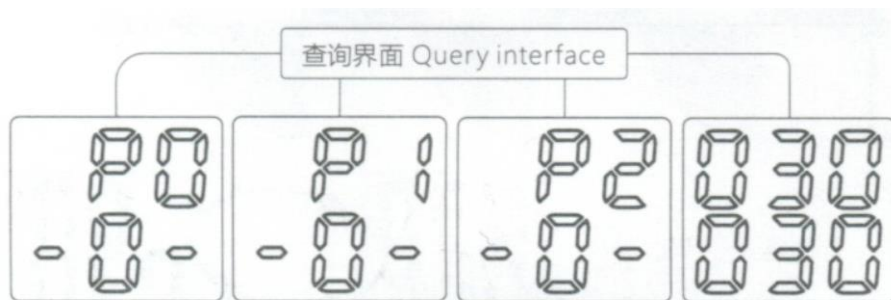 查询界面 Query interface
P0 P1 P2 030
-0- -0- -0- 030